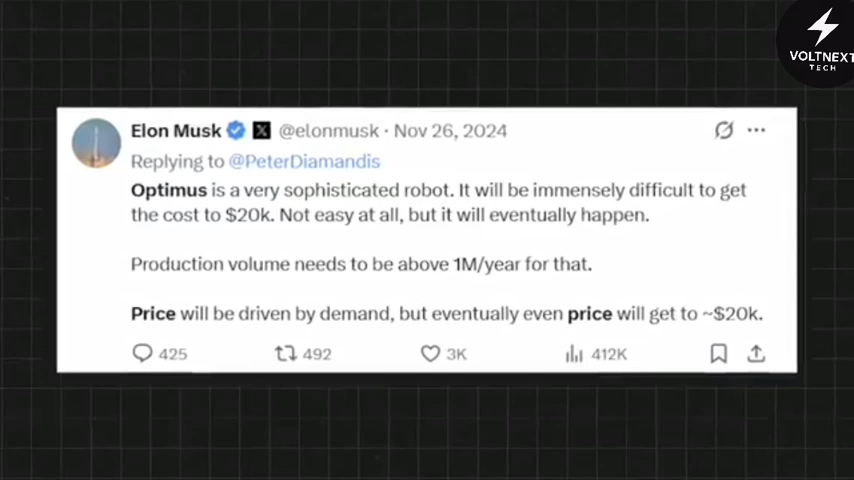 VOLTNEXT
TECH
Elon Musk @elonmusk · Nov 26, 2024
Replying to @PeterDiamandis
Optimus is a very sophisticated robot. It will be immensely difficult to get
the cost to $20k. Not easy at all, but it will eventually happen.
Production volume needs to be above 1M/year for that.
Price will be driven by demand, but eventually even price will get to ~$20k.
425 492 3K 412K